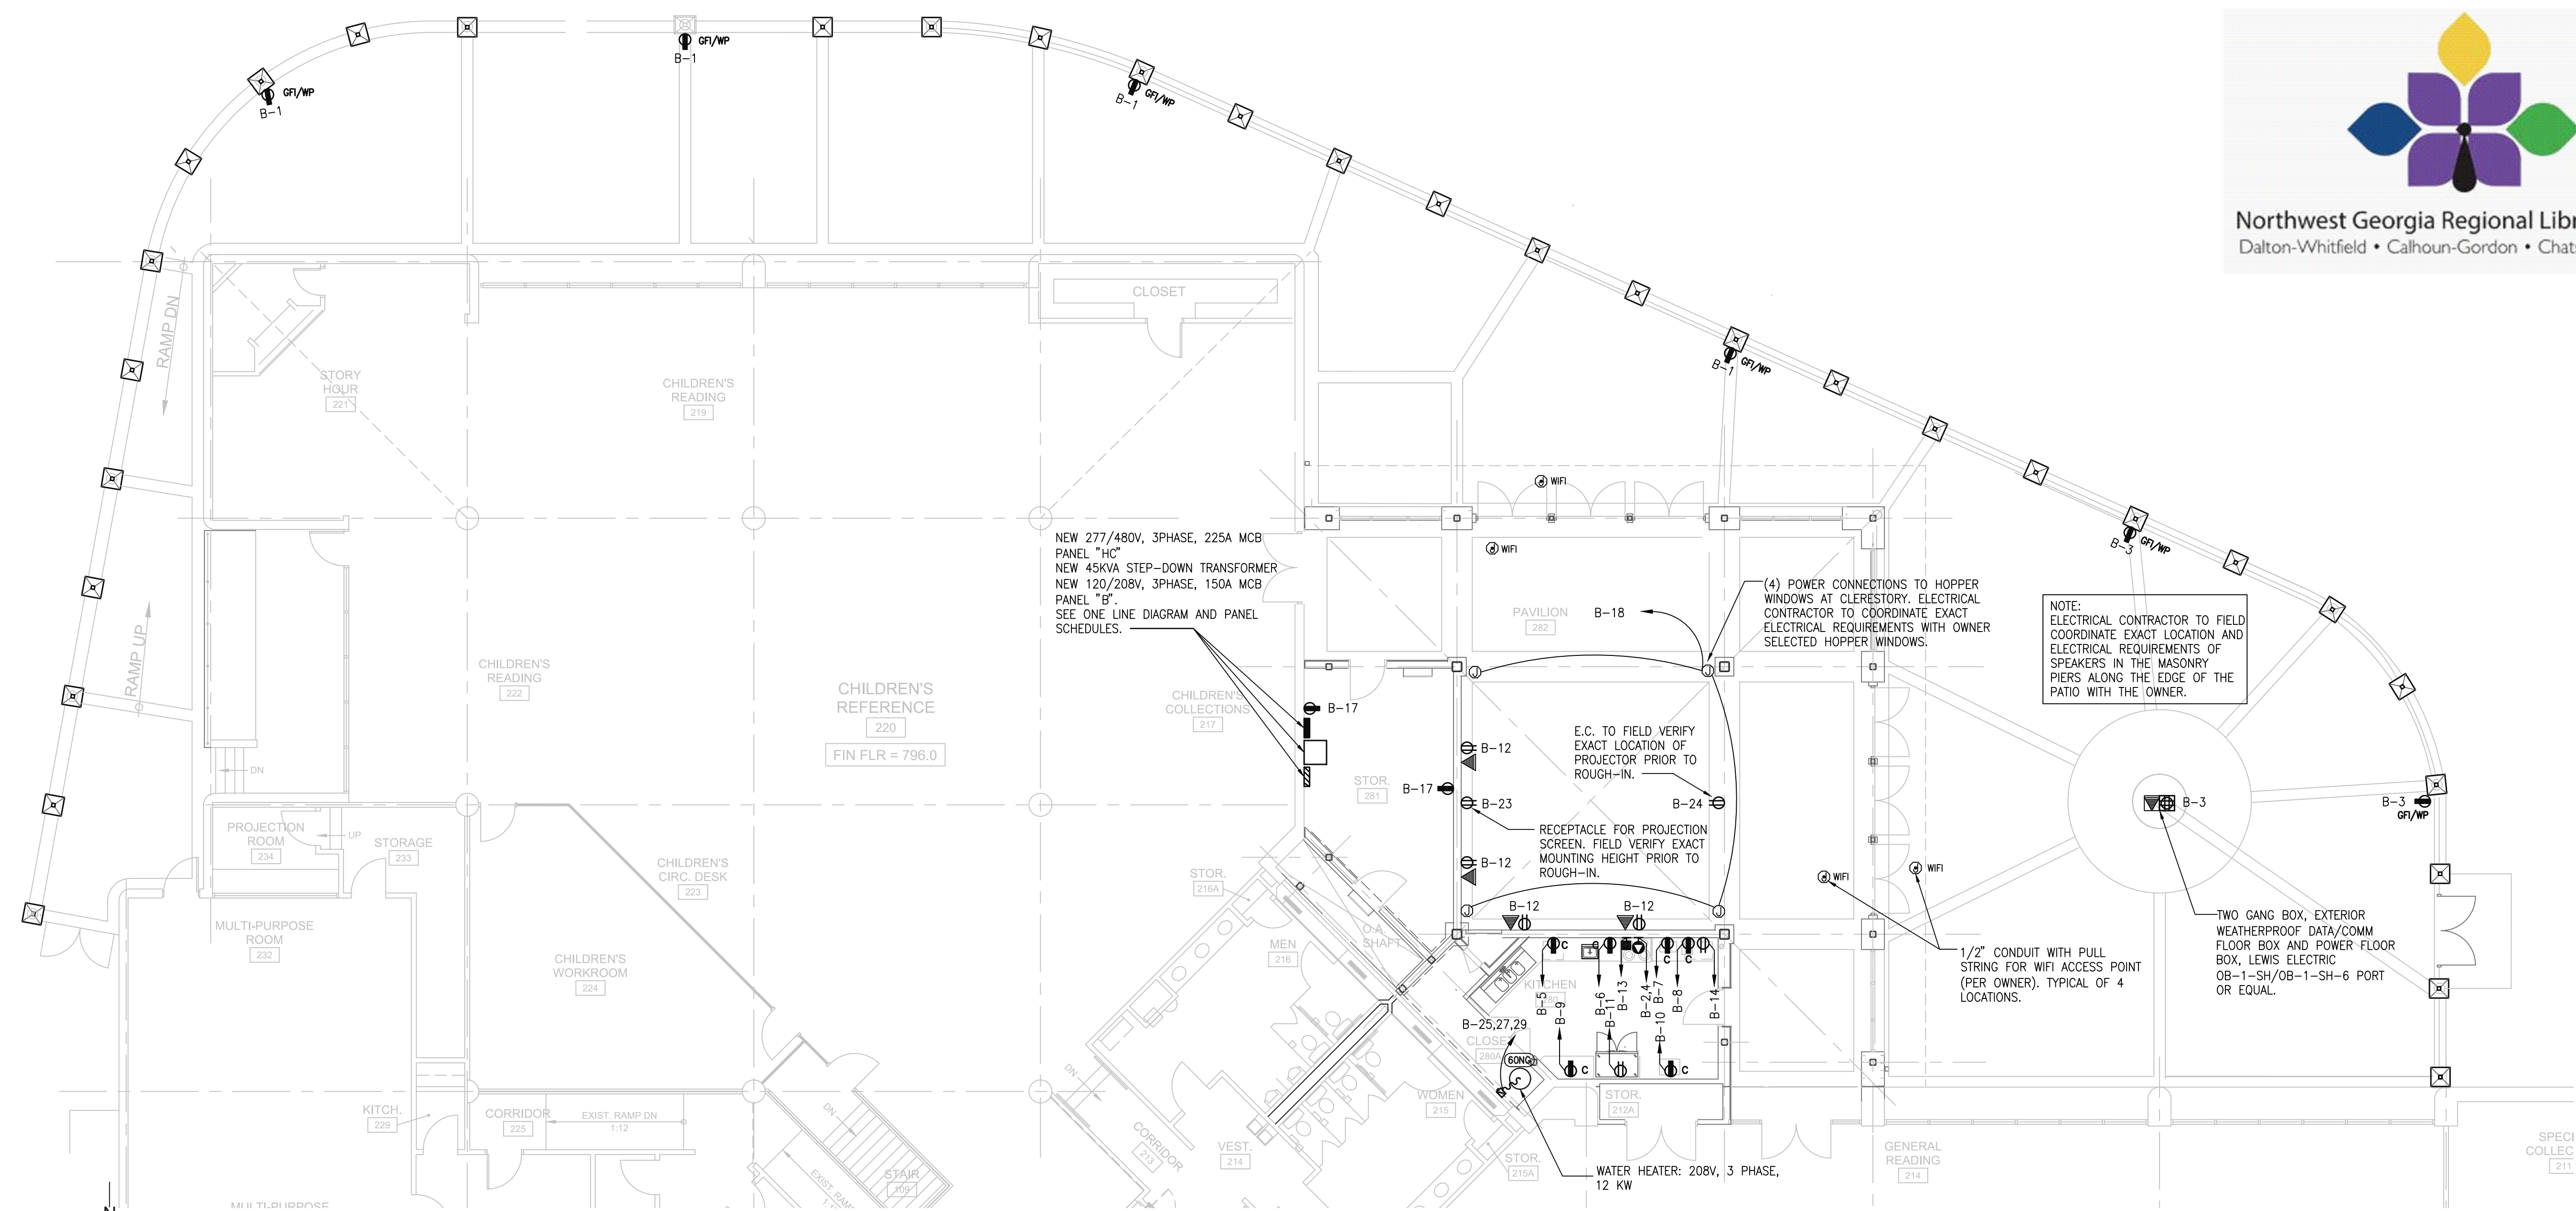 GFI/WP
B-1
GFI/WP
B-1
GFI/WP
B-1
Northwest Georgia Regional
Dalton-Whitfield • Calhoun-Gordon •
RAMP DN
CLOSET
STORY
HOUR
221
CHILDREN'S
READING
219
GFI/WP
B-1
WIFI
WIFI
NEW 277/480V, 3PHASE, 225A MCB
PANEL "HC"
NEW 45KVA STEP-DOWN TRANSFORMER
NEW 120/208V, 3PHASE, 150A MCB
PANEL "B".
SEE ONE LINE DIAGRAM AND PANEL
SCHEDULES.
GFI/WP
B-3
PAVILION
282
B-18
(4) POWER CONNECTIONS TO HOPPER
WINDOWS AT CLERESTORY. ELECTRICAL
CONTRACTOR TO COORDINATE EXACT
ELECTRICAL REQUIREMENTS WITH OWNER
SELECTED HOPPER WINDOWS.
NOTE:
ELECTRICAL CONTRACTOR TO FIELD
COORDINATE EXACT LOCATION AND
ELECTRICAL REQUIREMENTS OF
SPEAKERS IN THE MASONRY
PIERS ALONG THE EDGE OF THE
PATIO WITH THE OWNER.
RAMP UP
CHILDREN'S
READING
222
CHILDREN'S
REFERENCE
220
FIN FLR = 796.0
CHILDREN'S
COLLECTIONS
217
B-17
B-12
J
J
E.C. TO FIELD VERIFY
EXACT LOCATION OF
PROJECTOR PRIOR TO
ROUGH-IN.
DN
STOR.
281
B-17
B-23
B-24
B-3
B-3
GFI/WP
RECEPTACLE FOR PROJECTION
SCREEN. FIELD VERIFY EXACT
MOUNTING HEIGHT PRIOR TO
ROUGH-IN.
B-12
PROJECTION
ROOM
234
UP
STORAGE
233
CHILDREN'S
CIRC. DESK
223
STOR.
216A
WIFI
WIFI
MULTI-PURPOSE
ROOM
232
B-12
B-12
J
J
O.A.
SHAFT
MEN
216
CHILDREN'S
WORKROOM
224
TWO GANG BOX, EXTERIOR
WEATHERPROOF DATA/COMM
FLOOR BOX AND POWER FLOOR
BOX, LEWIS ELECTRIC
OB-1-SH/OB-1-SH-6 PORT
OR EQUAL.
1/2" CONDUIT WITH PULL
STRING FOR WIFI ACCESS POINT
(PER OWNER). TYPICAL OF 4
LOCATIONS.
C
C
C
C
KITCHEN
280
B-5
B-9
B-6
B-11
B-13
B-2,4
B-7
B-10
B-8
B-14
B-25,27,29
CLOSET
280A
60NG
C
C
DN
KITCH.
229
CORRIDOR
225
EXIST. RAMP DN
1:12
DN
WOMEN
215
STOR.
212A
CORRIDOR
213
VEST.
214
STAIR
109
EXIST. RAMP
STOR.
215A
WATER HEATER: 208V, 3 PHASE,
12 KW
GENERAL
READING
214
211
MULTI-PURPOSE